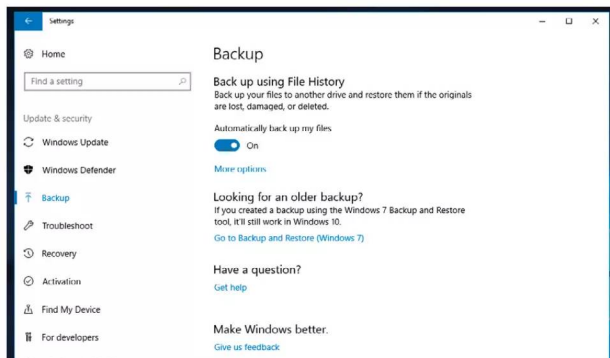 Settings
Home
Find a setting
Update & security
Windows Update
Windows Defender
Backup
Troubleshoot
Recovery
Activation
Find My Device
For developers
Backup
Back up using File History
Back up your files to another drive and restore them if the originals
are lost, damaged, or deleted.
Automatically back up my files
On
More options
Looking for an older backup?
If you created a backup using the Windows 7 Backup and Restore
tool, it'll still work in Windows 10.
Go to Backup and Restore (Windows 7)
Have a question?
Get help
Make Windows better.
Give us feedback